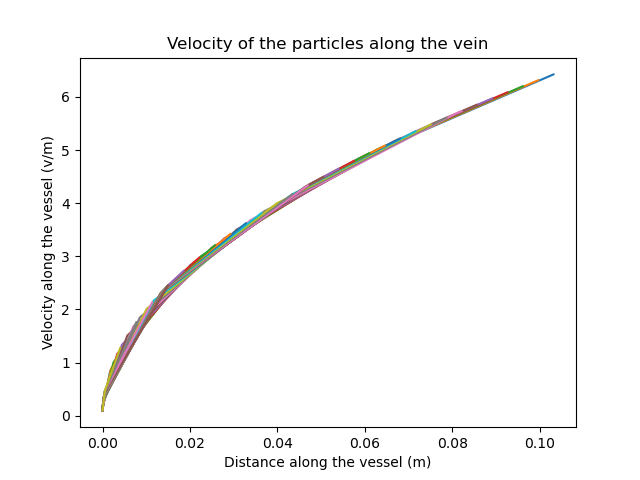 Velocity of the particles along the vein
Velocity along the vessel (v/m)
6
5
4
3
2
1
0
0.00 0.02 0.04 0.06 0.08 0.10
Distance along the vessel (m)